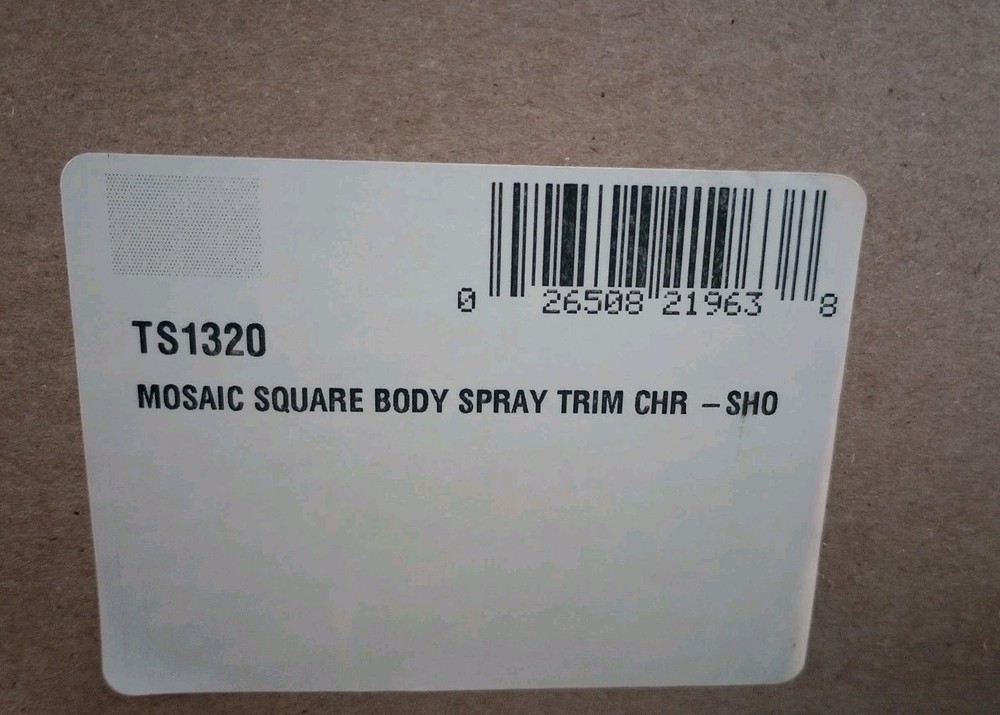 0 26508 21963 8
TS1320
MOSAIC SQUARE BODY SPRAY TRIM CHR – SHO